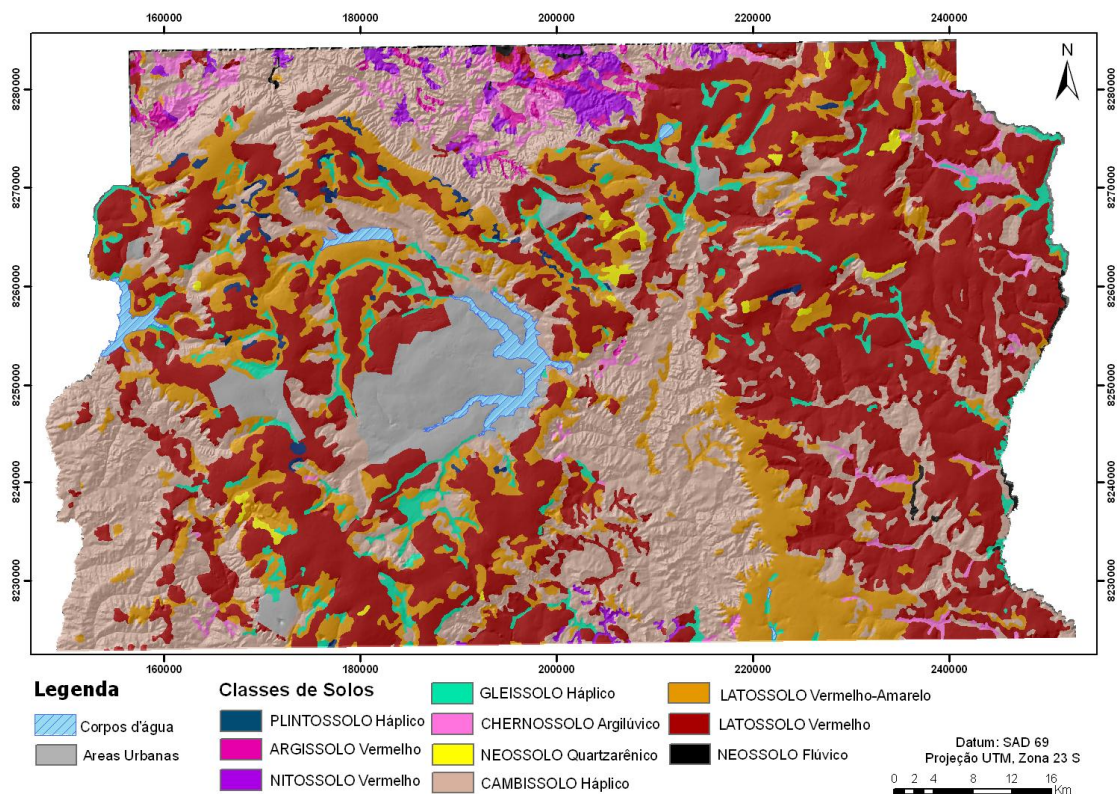 160000 180000 200000 220000 240000
N
8280000 8280000
8270000 8270000
8260000 8260000
8250000 8250000
8240000 8240000
8230000 8230000
160000 180000 200000 220000 240000
Legenda
Corpos d'água
Areas Urbanas
Classes de Solos
PLINTOSSOLO Háplico
ARGISSOLO Vermelho
NITOSSOLO Vermelho
GLEISSOLO Háplico
CHERNOSSOLO Argilúvico
NEOSSOLO Quartzarênico
CAMBISSOLO Háplico
LATOSSOLO Vermelho-Amarelo
LATOSSOLO Vermelho
NEOSSOLO Flúvico
Datum: SAD 69
Projeção UTM, Zona 23 S
0 2 4 8 12 16
Km